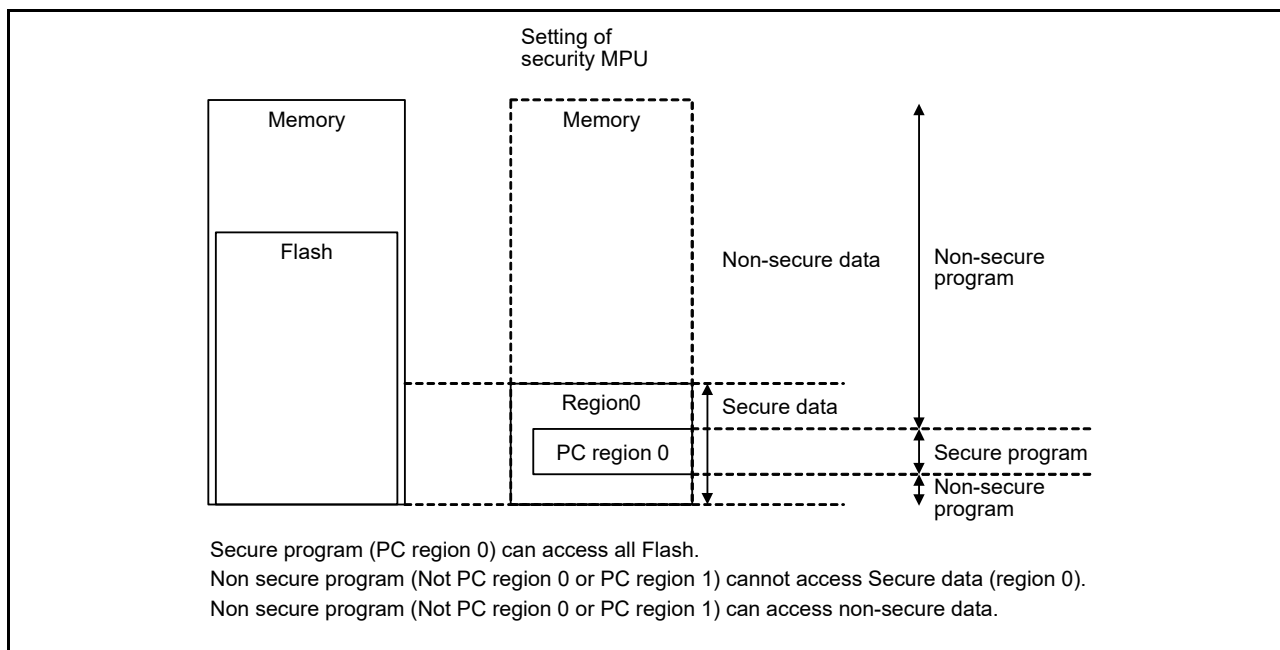 Setting of
security MPU
Memory
Memory
Flash
Non-secure data
Non-secure
program
Region0
Secure data
PC region 0
Secure program
Non-secure
program
Secure program (PC region 0) can access all Flash.
Non secure program (Not PC region 0 or PC region 1) cannot access Secure data (region 0).
Non secure program (Not PC region 0 or PC region 1) can access non-secure data.